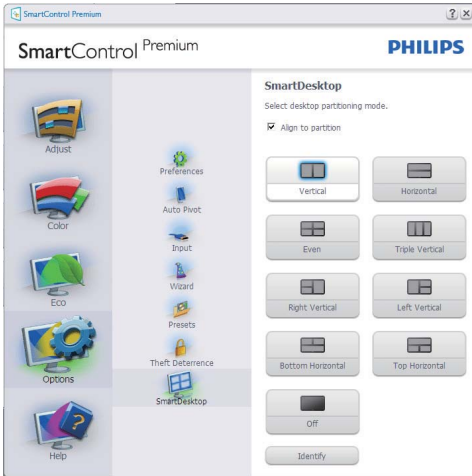 SmartControl Premium
SmartControl Premium
PHILIPS
Adjust
Color
Eco
Options
Help
Preferences
Auto Pivot
Input
Wizard
Presets
Theft Deterrence
SmartDesktop
SmartDesktop
Select desktop partitioning mode.
Align to partition
Vertical
Horizontal
Even
Triple Vertical
Right Vertical
Left Vertical
Bottom Horizontal
Top Horizontal
Off
Identify